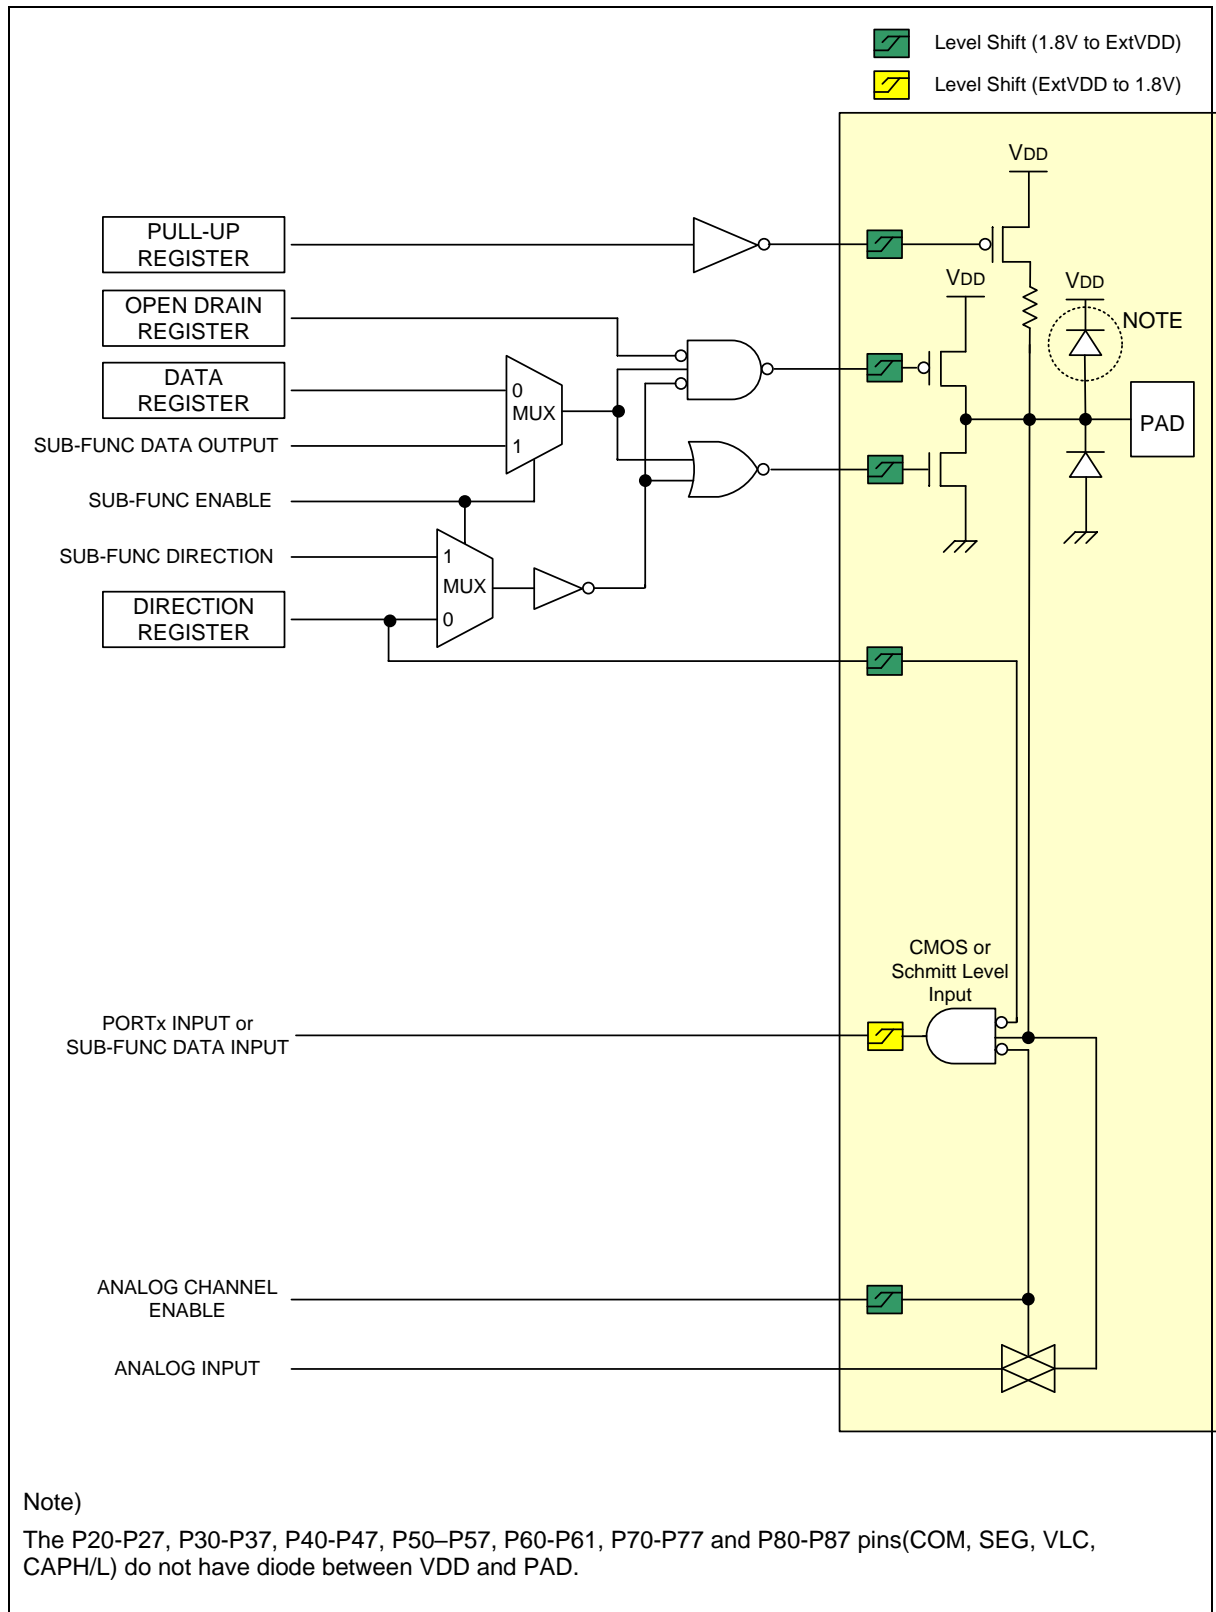 Level Shift (1.8V to ExtVDD)
Level Shift (ExtVDD to 1.8V)
VDD
PULL-UP
REGISTER
VDD
VDD
OPEN DRAIN
REGISTER
NOTE
DATA
REGISTER
0
MUX
1
PAD
SUB-FUNC DATA OUTPUT
SUB-FUNC ENABLE
SUB-FUNC DIRECTION
1
MUX
0
DIRECTION
REGISTER
CMOS or
Schmitt Level
Input
PORTx INPUT or
SUB-FUNC DATA INPUT
ANALOG CHANNEL
ENABLE
ANALOG INPUT
Note)
The P20-P27, P30-P37, P40-P47, P50–P57, P60-P61, P70-P77 and P80-P87 pins(COM, SEG, VLC,
CAPH/L) do not have diode between VDD and PAD.